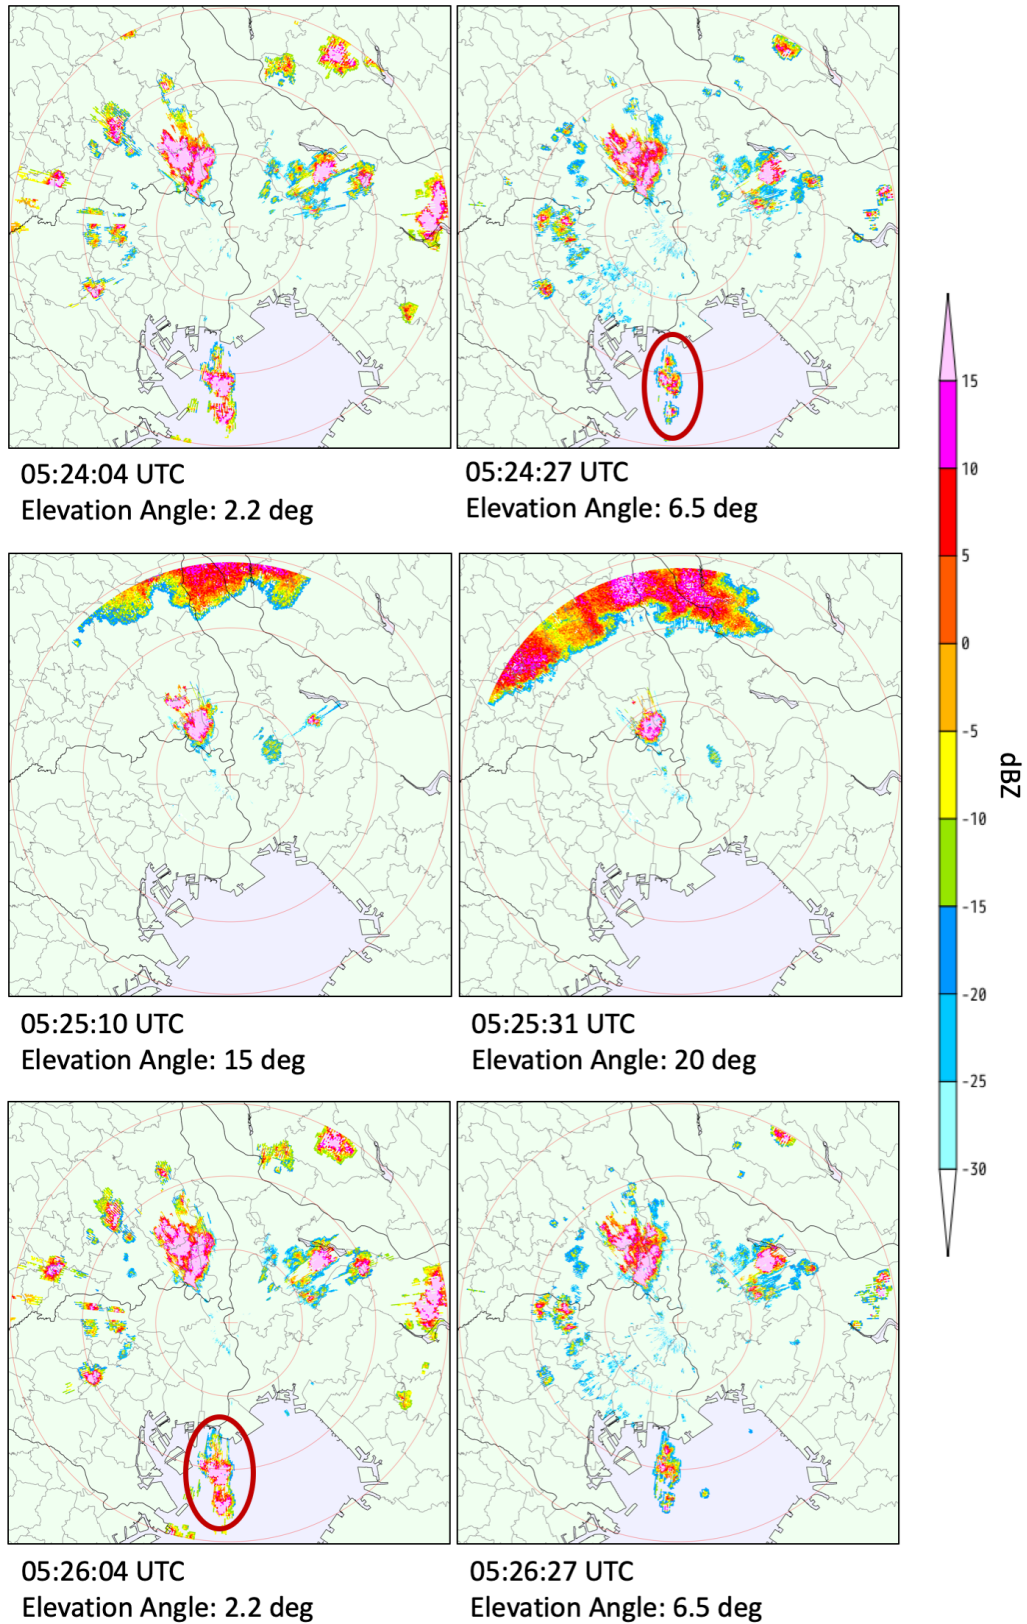 05:24:04 UTC
Elevation Angle: 2.2 deg
05:24:27 UTC
Elevation Angle: 6.5 deg
05:25:10 UTC
Elevation Angle: 15 deg
05:25:31 UTC
Elevation Angle: 20 deg
05:26:04 UTC
Elevation Angle: 2.2 deg
05:26:27 UTC
Elevation Angle: 6.5 deg
15
10
5
0
-5
-10
-15
-20
-25
-30
dBZ